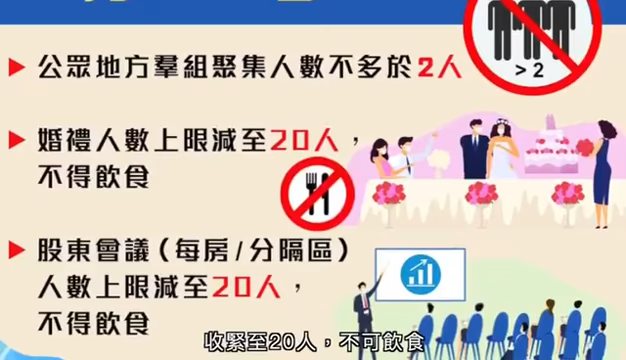 > 2
公眾地方羣組聚集人數不多於2人
婚禮人數上限減至20人，
不得飲食
股東會議(每房/分隔區)
人數上限減至20人，
不得飲食
收緊至20人，不可飲食